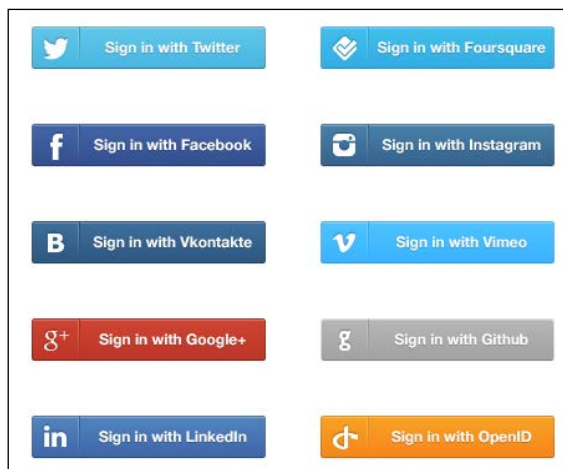 Sign in with Twitter
Sign in with Foursquare
f Sign in with Facebook
Sign in with Instagram
B Sign in with Vkontakte
v Sign in with Vimeo
g+ Sign in with Google+
g Sign in with Github
in Sign in with LinkedIn
Sign in with OpenID